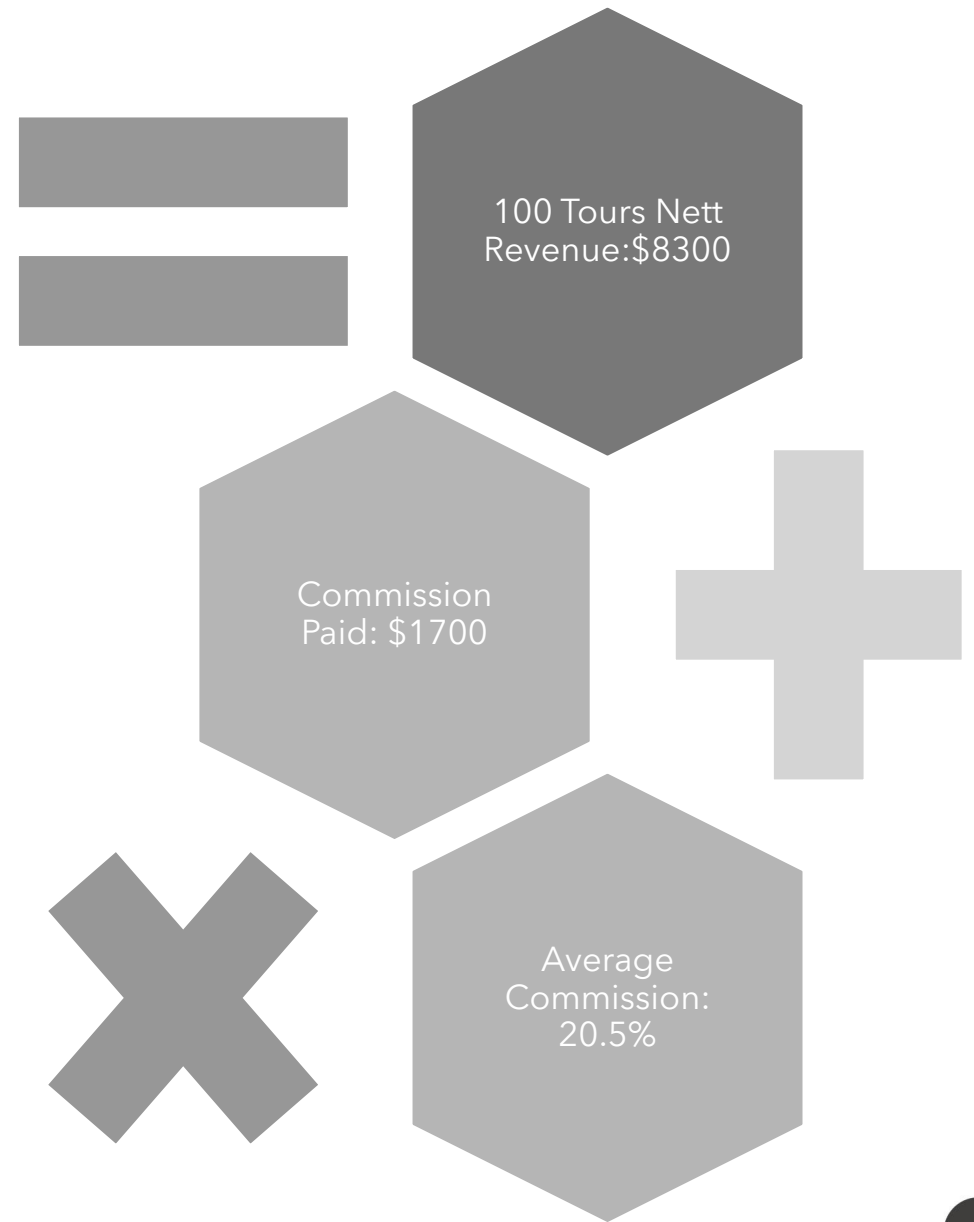 100 Tours Nett
Revenue:$8300
Commission
Paid: $1700
Average
Commission:
20.5%